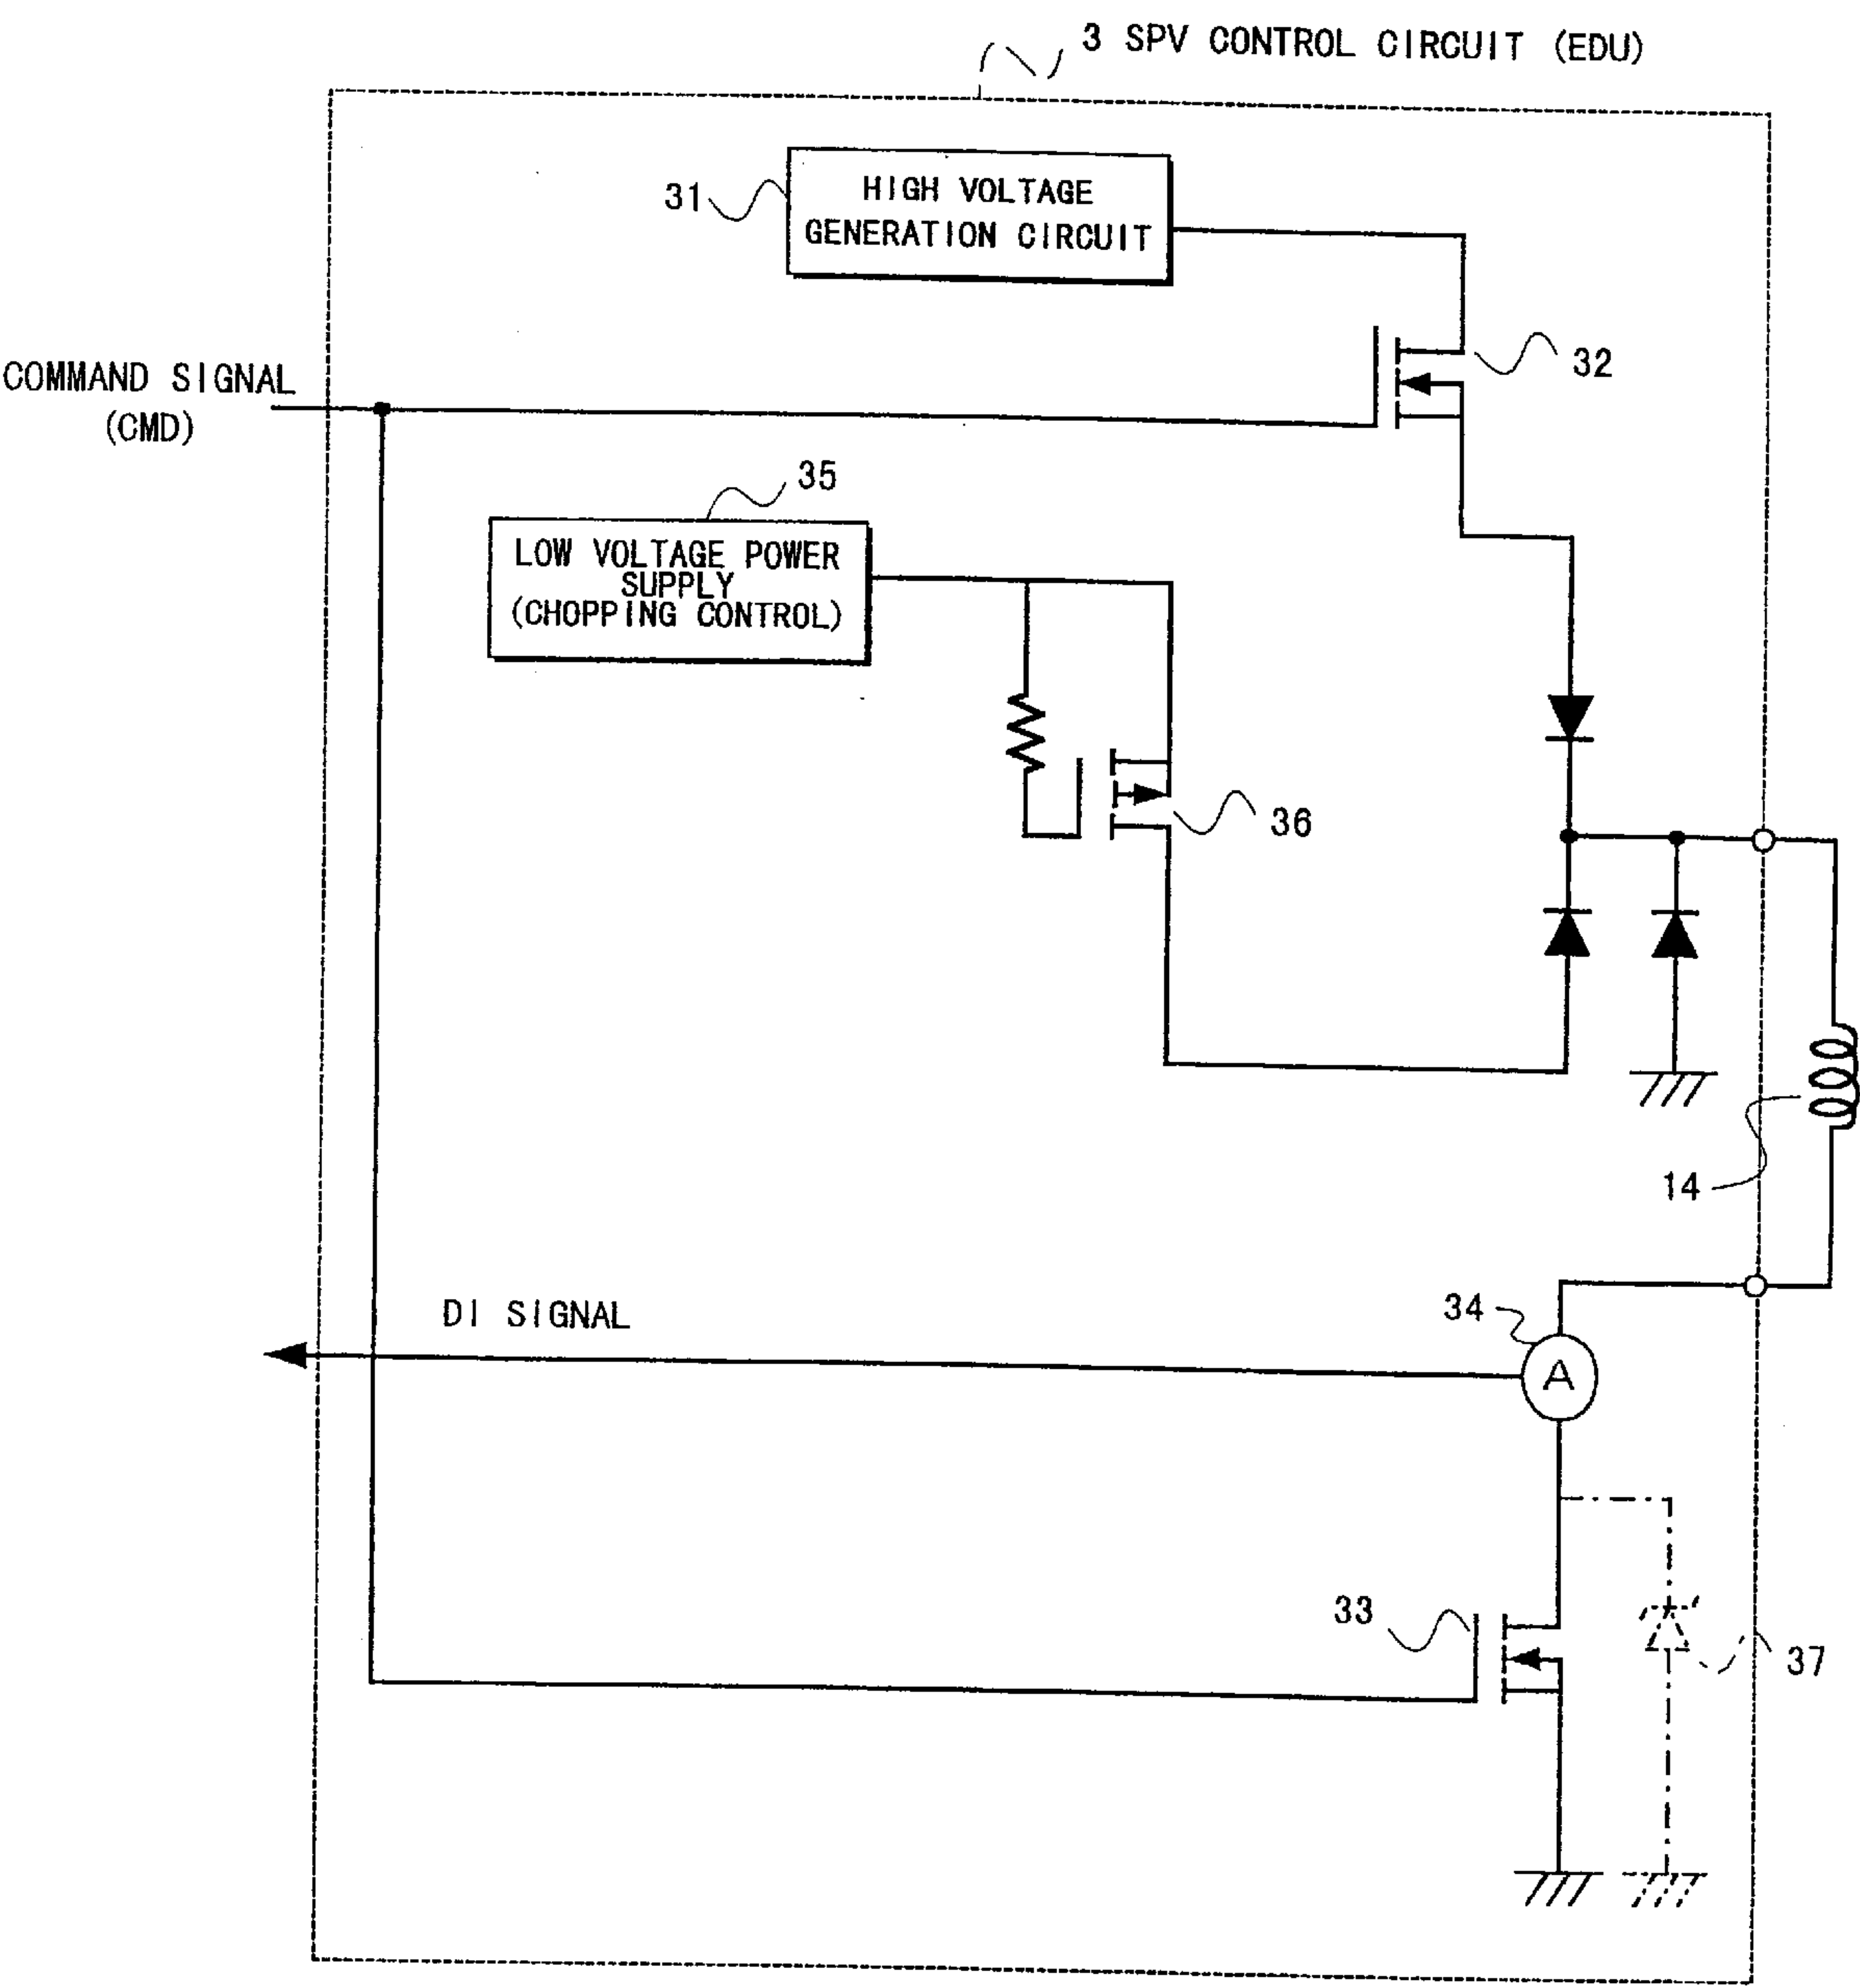 3 SPV CONTROL CIRCUIT (EDU)
31
HIGH VOLTAGE
GENERATION CIRCUIT
32
COMMAND SIGNAL
(CMD)
35
LOW VOLTAGE POWER
SUPPLY
(CHOPPING CONTROL)
36
14
DI SIGNAL
34
A
33
37